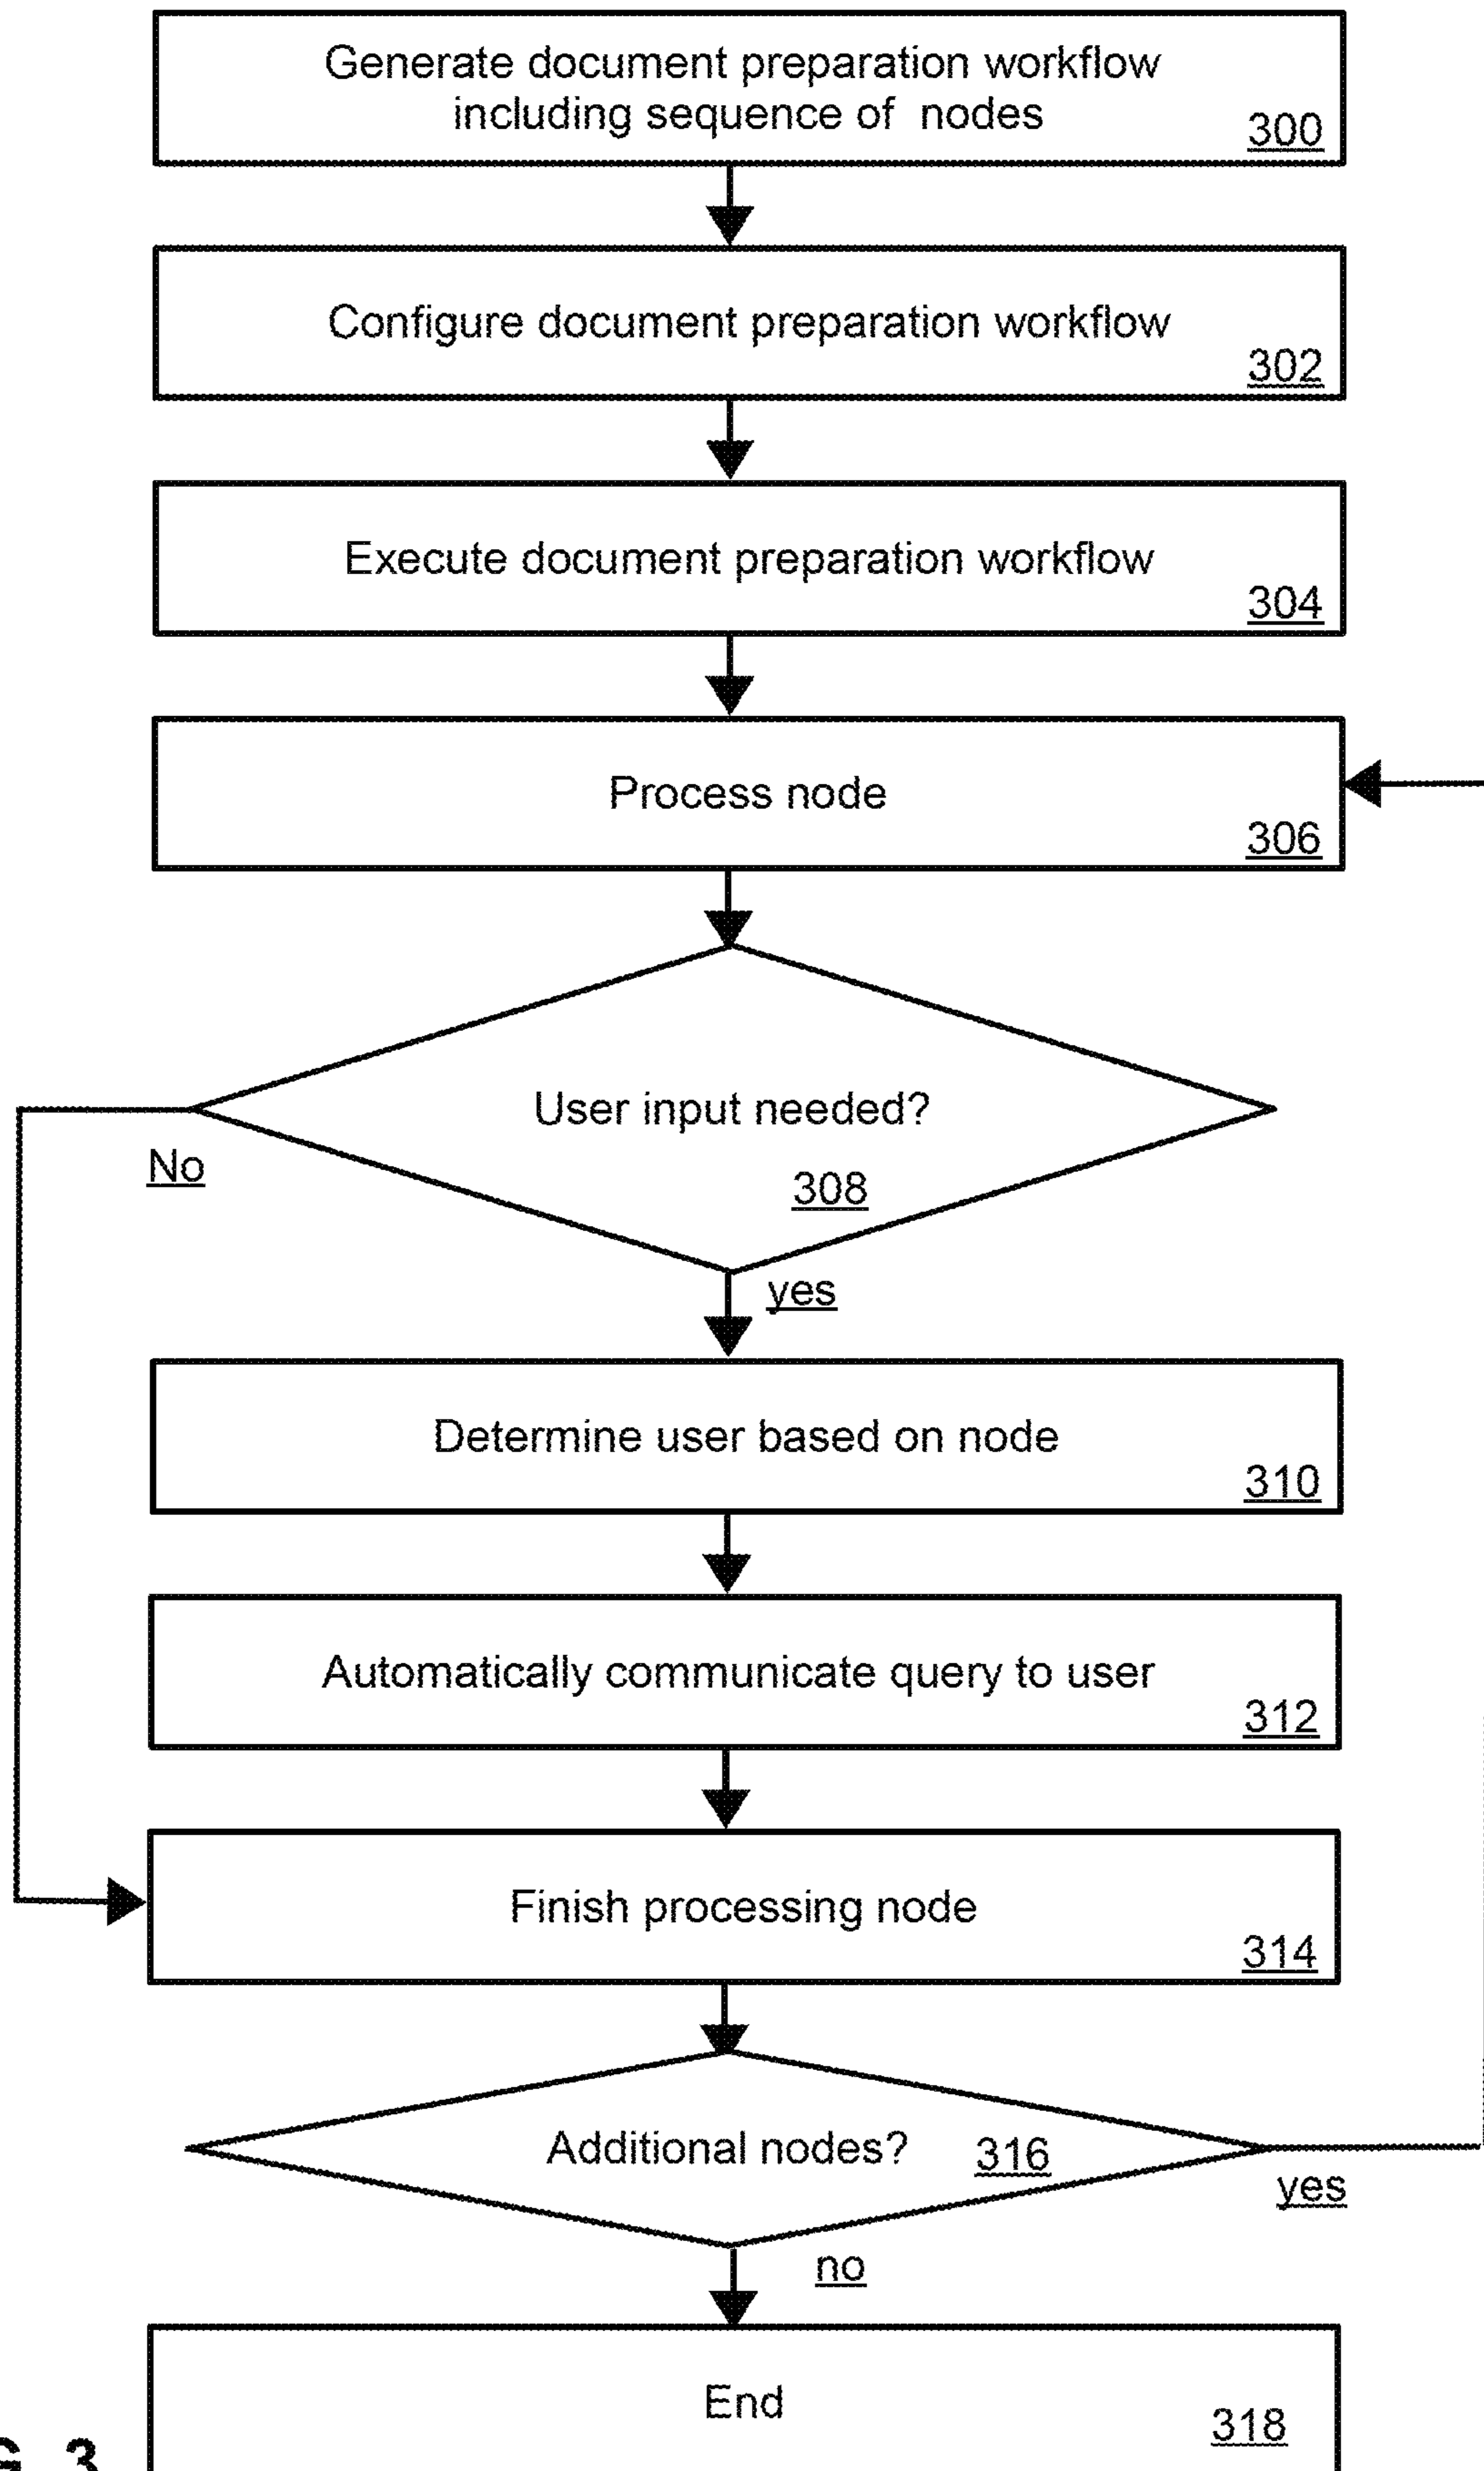 Generate document preparation workflow
including sequence of nodes
300
Configure document preparation workflow
302
Execute document preparation workflow
304
Process node
306
User input needed?
No
308
yes
Determine user based on node
310
Automatically communicate query to user
312
Finish processing node
314
Additional nodes? 316
yes
no
End
318
G. 3